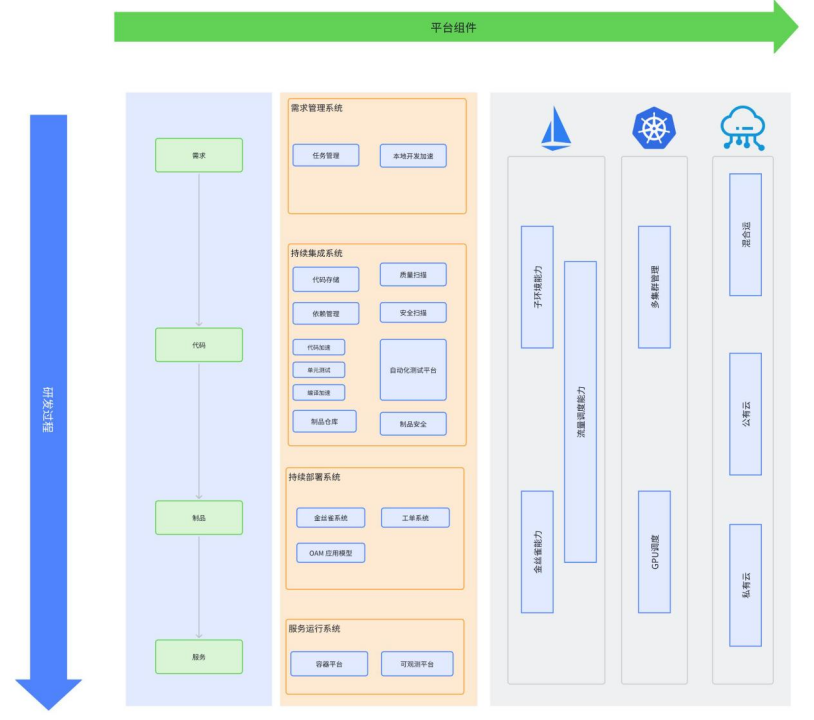 平台组件
研发过程
需求
代码
制品
服务
需求管理系统
任务管理
本地开发加速
持续集成系统
代码存储
质量扫描
依赖管理
安全扫描
代码加速
单元测试
编译加速
自动化测试平台
制品仓库
制品安全
持续部署系统
金丝雀系统
工单系统
OAM 应用模型
服务运行系统
容器平台
可观测平台
子环境能力
流量调度能力
金丝雀能力
多集群管理
GPU调度
混合运
公有云
私有云